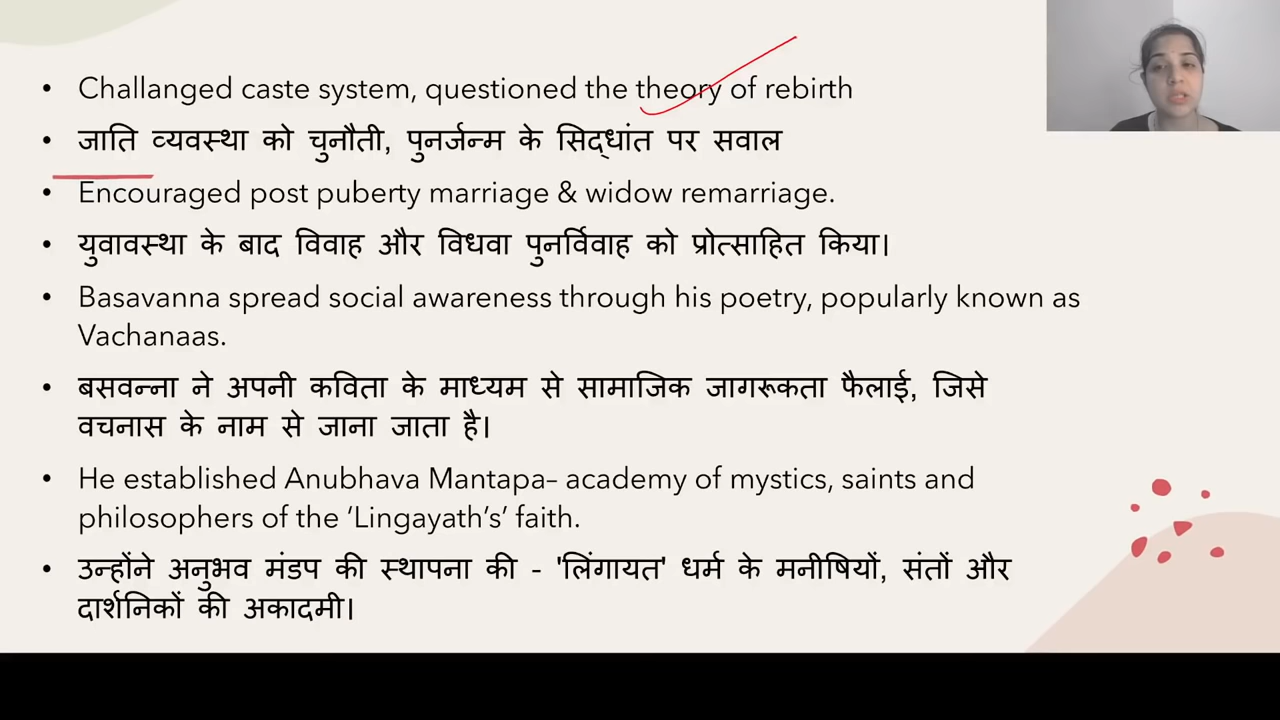 • Challanged caste system, questioned the theory of rebirth
• जाति व्यवस्था को चुनौती, पुनर्जन्म के सिद्धांत पर सवाल
• Encouraged post puberty marriage & widow remarriage.
• युवावस्था के बाद विवाह और विधवा पुनर्विवाह को प्रोत्साहित किया।
• Basavanna spread social awareness through his poetry, popularly known as
Vachanaas.
• बसवन्ना ने अपनी कविता के माध्यम से सामाजिक जागरूकता फैलाई, जिसे
वचनास के नाम से जाना जाता है।
• He established Anubhava Mantapa– academy of mystics, saints and
philosophers of the ‘Lingayath’s’ faith.
• उन्होंने अनुभव मंडप की स्थापना की - 'लिंगायत' धर्म के मनीषियों, संतों और
दार्शनिकों की अकादमी।